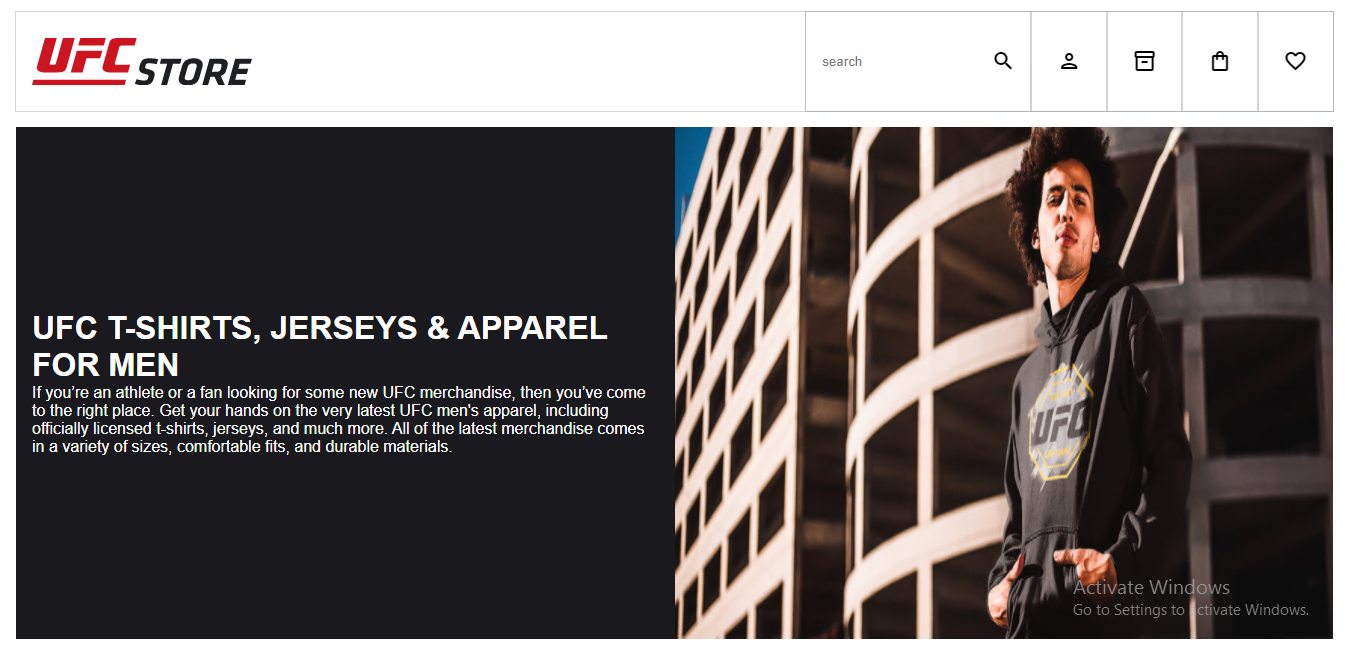 UFC STORE
search
UFC T-SHIRTS, JERSEYS & APPAREL
FOR MEN
If you’re an athlete or a fan looking for some new UFC merchandise, then you’ve come
to the right place. Get your hands on the very latest UFC men's apparel, including
officially licensed t-shirts, jerseys, and much more. All of the latest merchandise comes
in a variety of sizes, comfortable fits, and durable materials.
UFC
Activate Windows
Go to Settings to activate Windows.